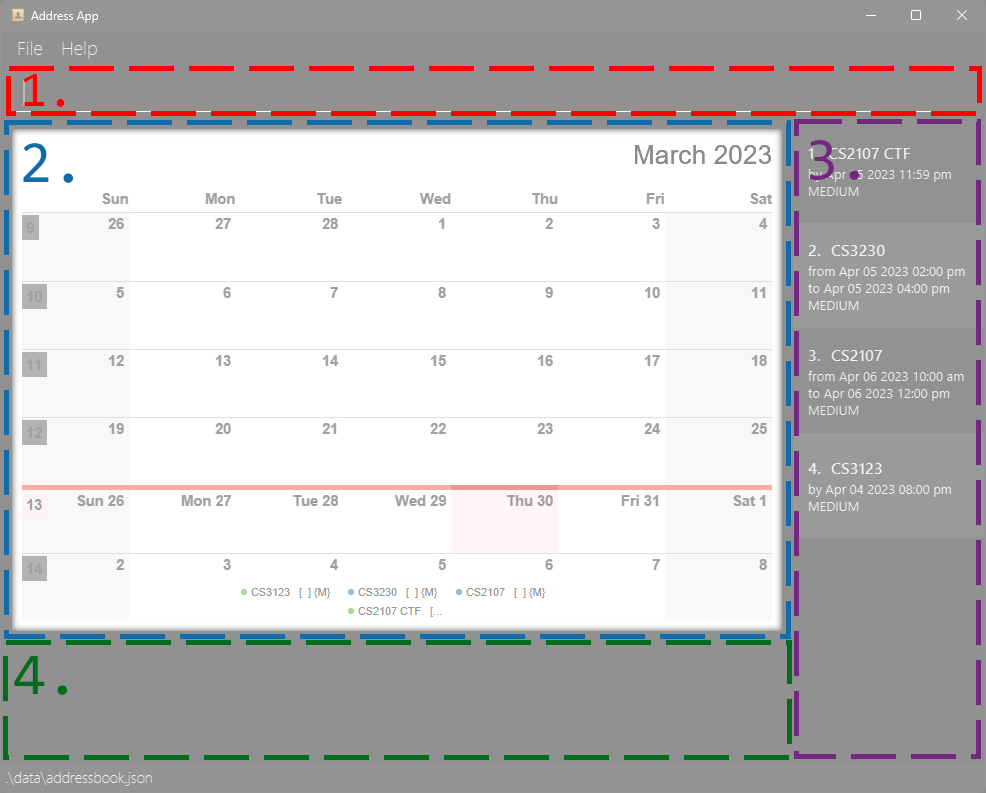 Address App
File Help
1.
2.
March 2023
Sun Mon Tue Wed Thu Fri Sat
9 26 27 28 1 2 3 4
10 5 6 7 8 9 10 11
11 12 13 14 15 16 17 18
12 19 20 21 22 23 24 25
13 Sun 26 Mon 27 Tue 28 Wed 29 Thu 30 Fri 31 Sat 1
14 2 3 4 5 6 7 8
CS3123 [ ] {M} CS3230 [ ] {M} CS2107 [ ] {M}
CS2107 CTF [...
3.
1. CS2107 CTF
by Apr 05 2023 11:59 pm
MEDIUM
2. CS3230
from Apr 05 2023 02:00 pm
to Apr 05 2023 04:00 pm
MEDIUM
3. CS2107
from Apr 06 2023 10:00 am
to Apr 06 2023 12:00 pm
MEDIUM
4. CS3123
by Apr 04 2023 08:00 pm
MEDIUM
4.
.\data\addressbook.json